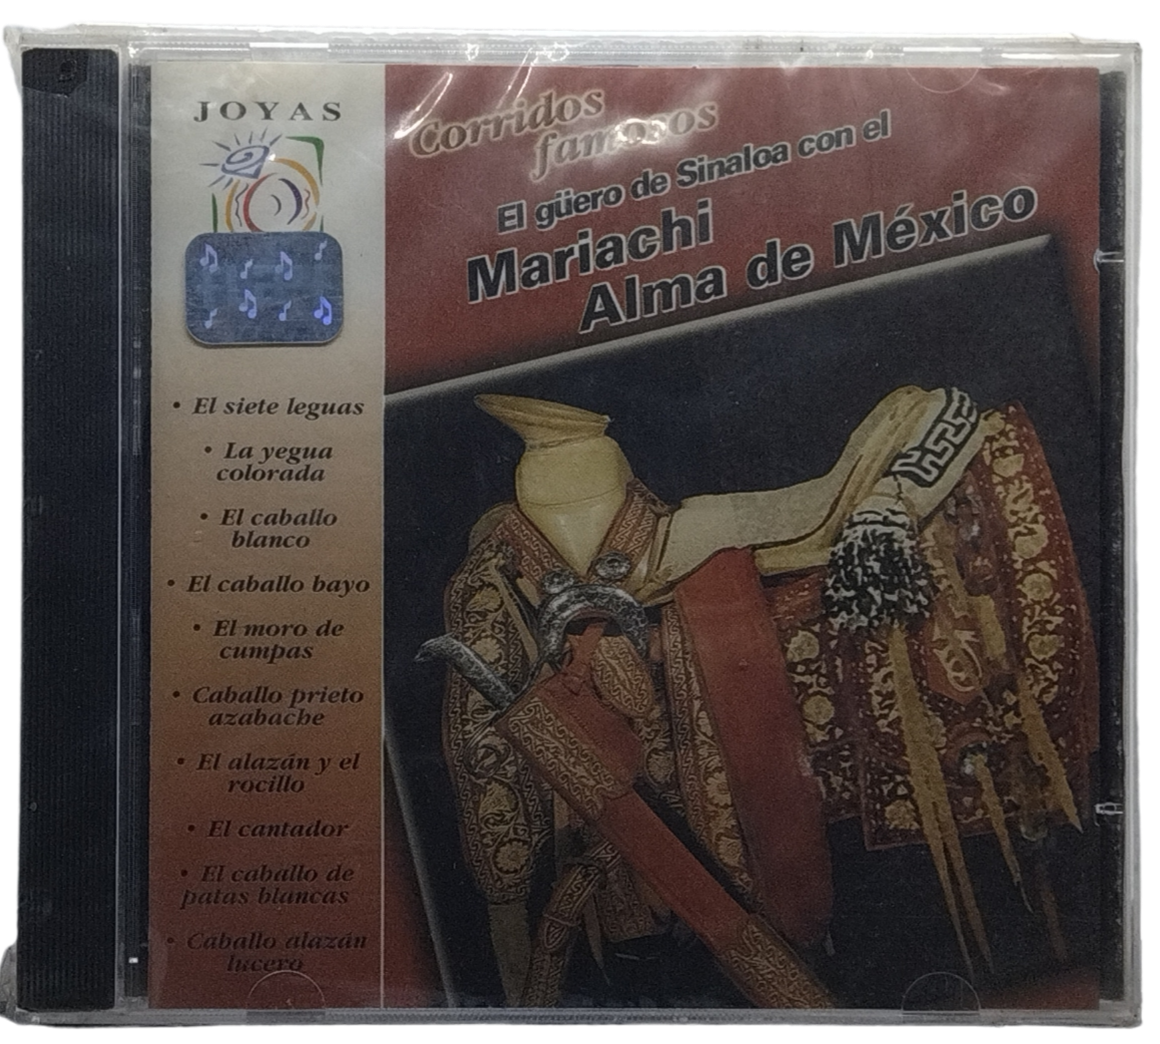 JOYAS
Corridos
famosos
El güero de Sinaloa con el
Mariachi
Alma de México
• El siete leguas
• La yegua
colorada
• El caballo
blanco
• El caballo bayo
• El moro de
cumpas
• Caballo prieto
azabache
• El alazán y el
rocillo
• El cantador
• El caballo de
patas blancas
• Caballo alazán
lucero